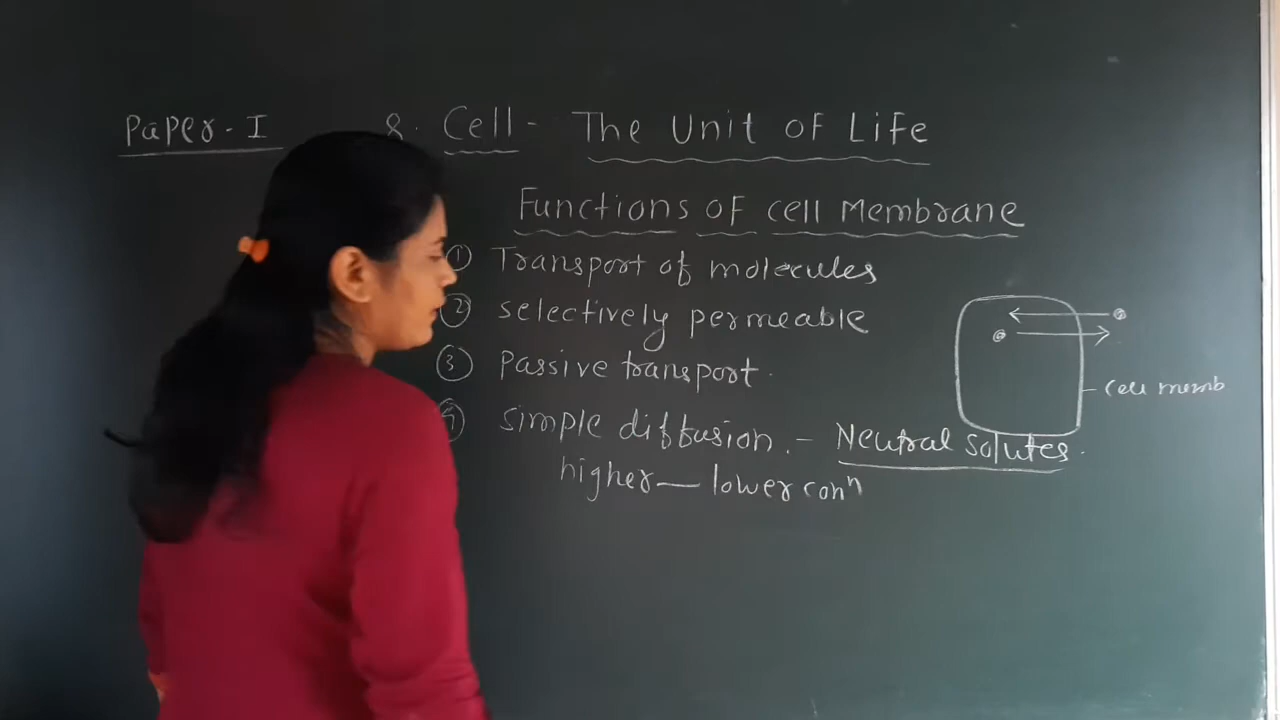 Paper - I 8. Cell - The Unit of Life
Functions of cell Membrane
① Transport of molecules
② selectively permeable
③ Passive transport.
④ simple diffusion. - Neutral solutes.
higher — lower conⁿ
cell memb